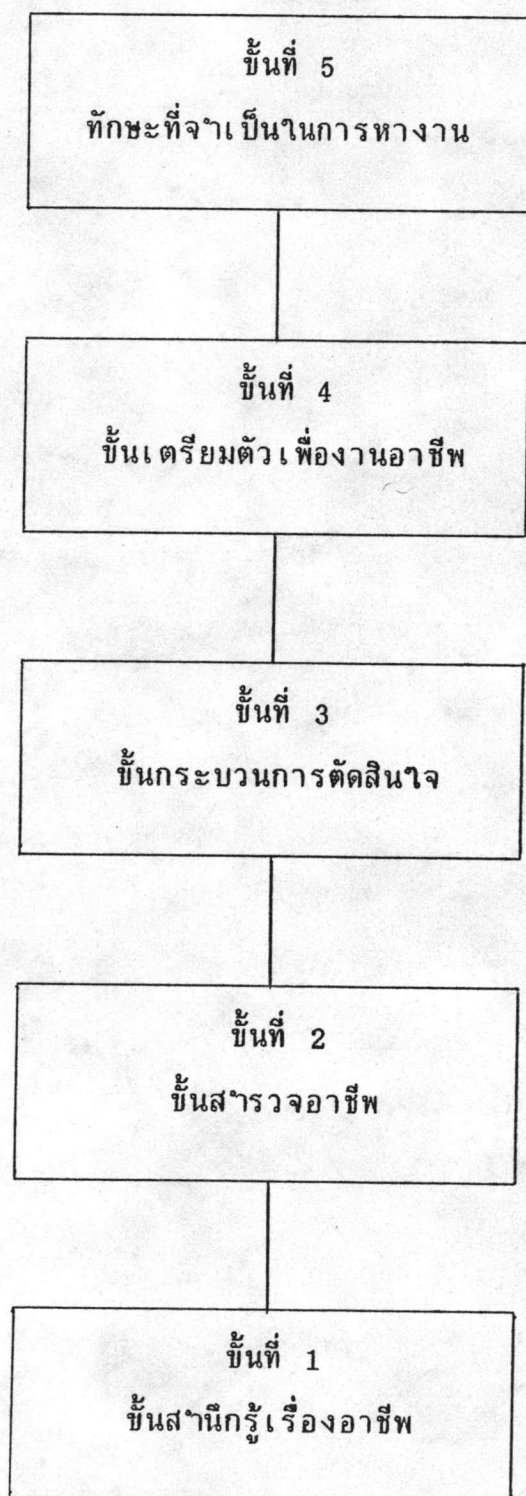 ขั้นที่ 5
ทักษะที่จำเป็นในการหางาน
ขั้นที่ 4
ขั้นเตรียมตัวเพื่องานอาชีพ
ขั้นที่ 3
ขั้นกระบวนการตัดสินใจ
ขั้นที่ 2
ขั้นสำรวจอาชีพ
ขั้นที่ 1
ขั้นสำนึกรู้เรื่องอาชีพ